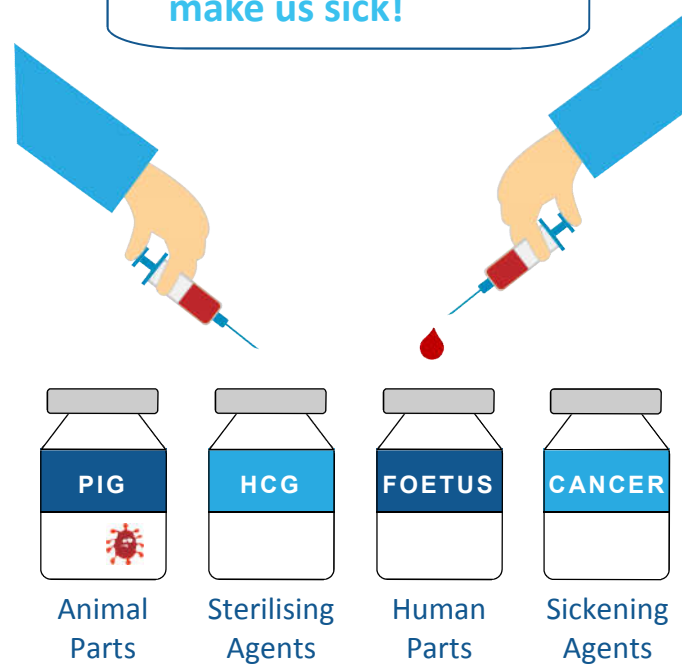 make us sick!
PIG
HCG
FOETUS
CANCER
Animal
Parts
Sterilising
Agents
Human
Parts
Sickening
Agents